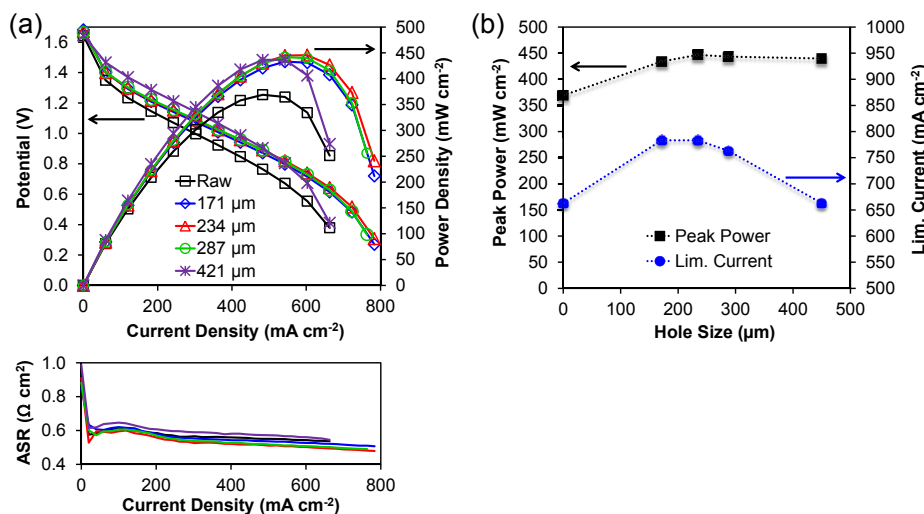 (a)
Potential (V)
1.6
1.4
1.2
1.0
0.8
0.6
0.4
0.2
0.0
Raw
171 μm
234 μm
287 μm
421 μm
500
450
400
350
300
250
200
150
100
50
0
Power Density (mW cm-2)
0 200 400 600 800
Current Density (mA cm-2)
ASR (Ω cm2)
1.0
0.8
0.6
0.4
0 200 400 600 800
Current Density (mA cm-2)
(b)
Peak Power (mW cm-2)
500
450
400
350
300
250
200
150
100
50
0
Peak Power
Lim. Current
1000
950
900
850
800
750
700
650
600
550
500
Lim. Current (mA cm-2)
0 100 200 300 400 500
Hole Size (μm)